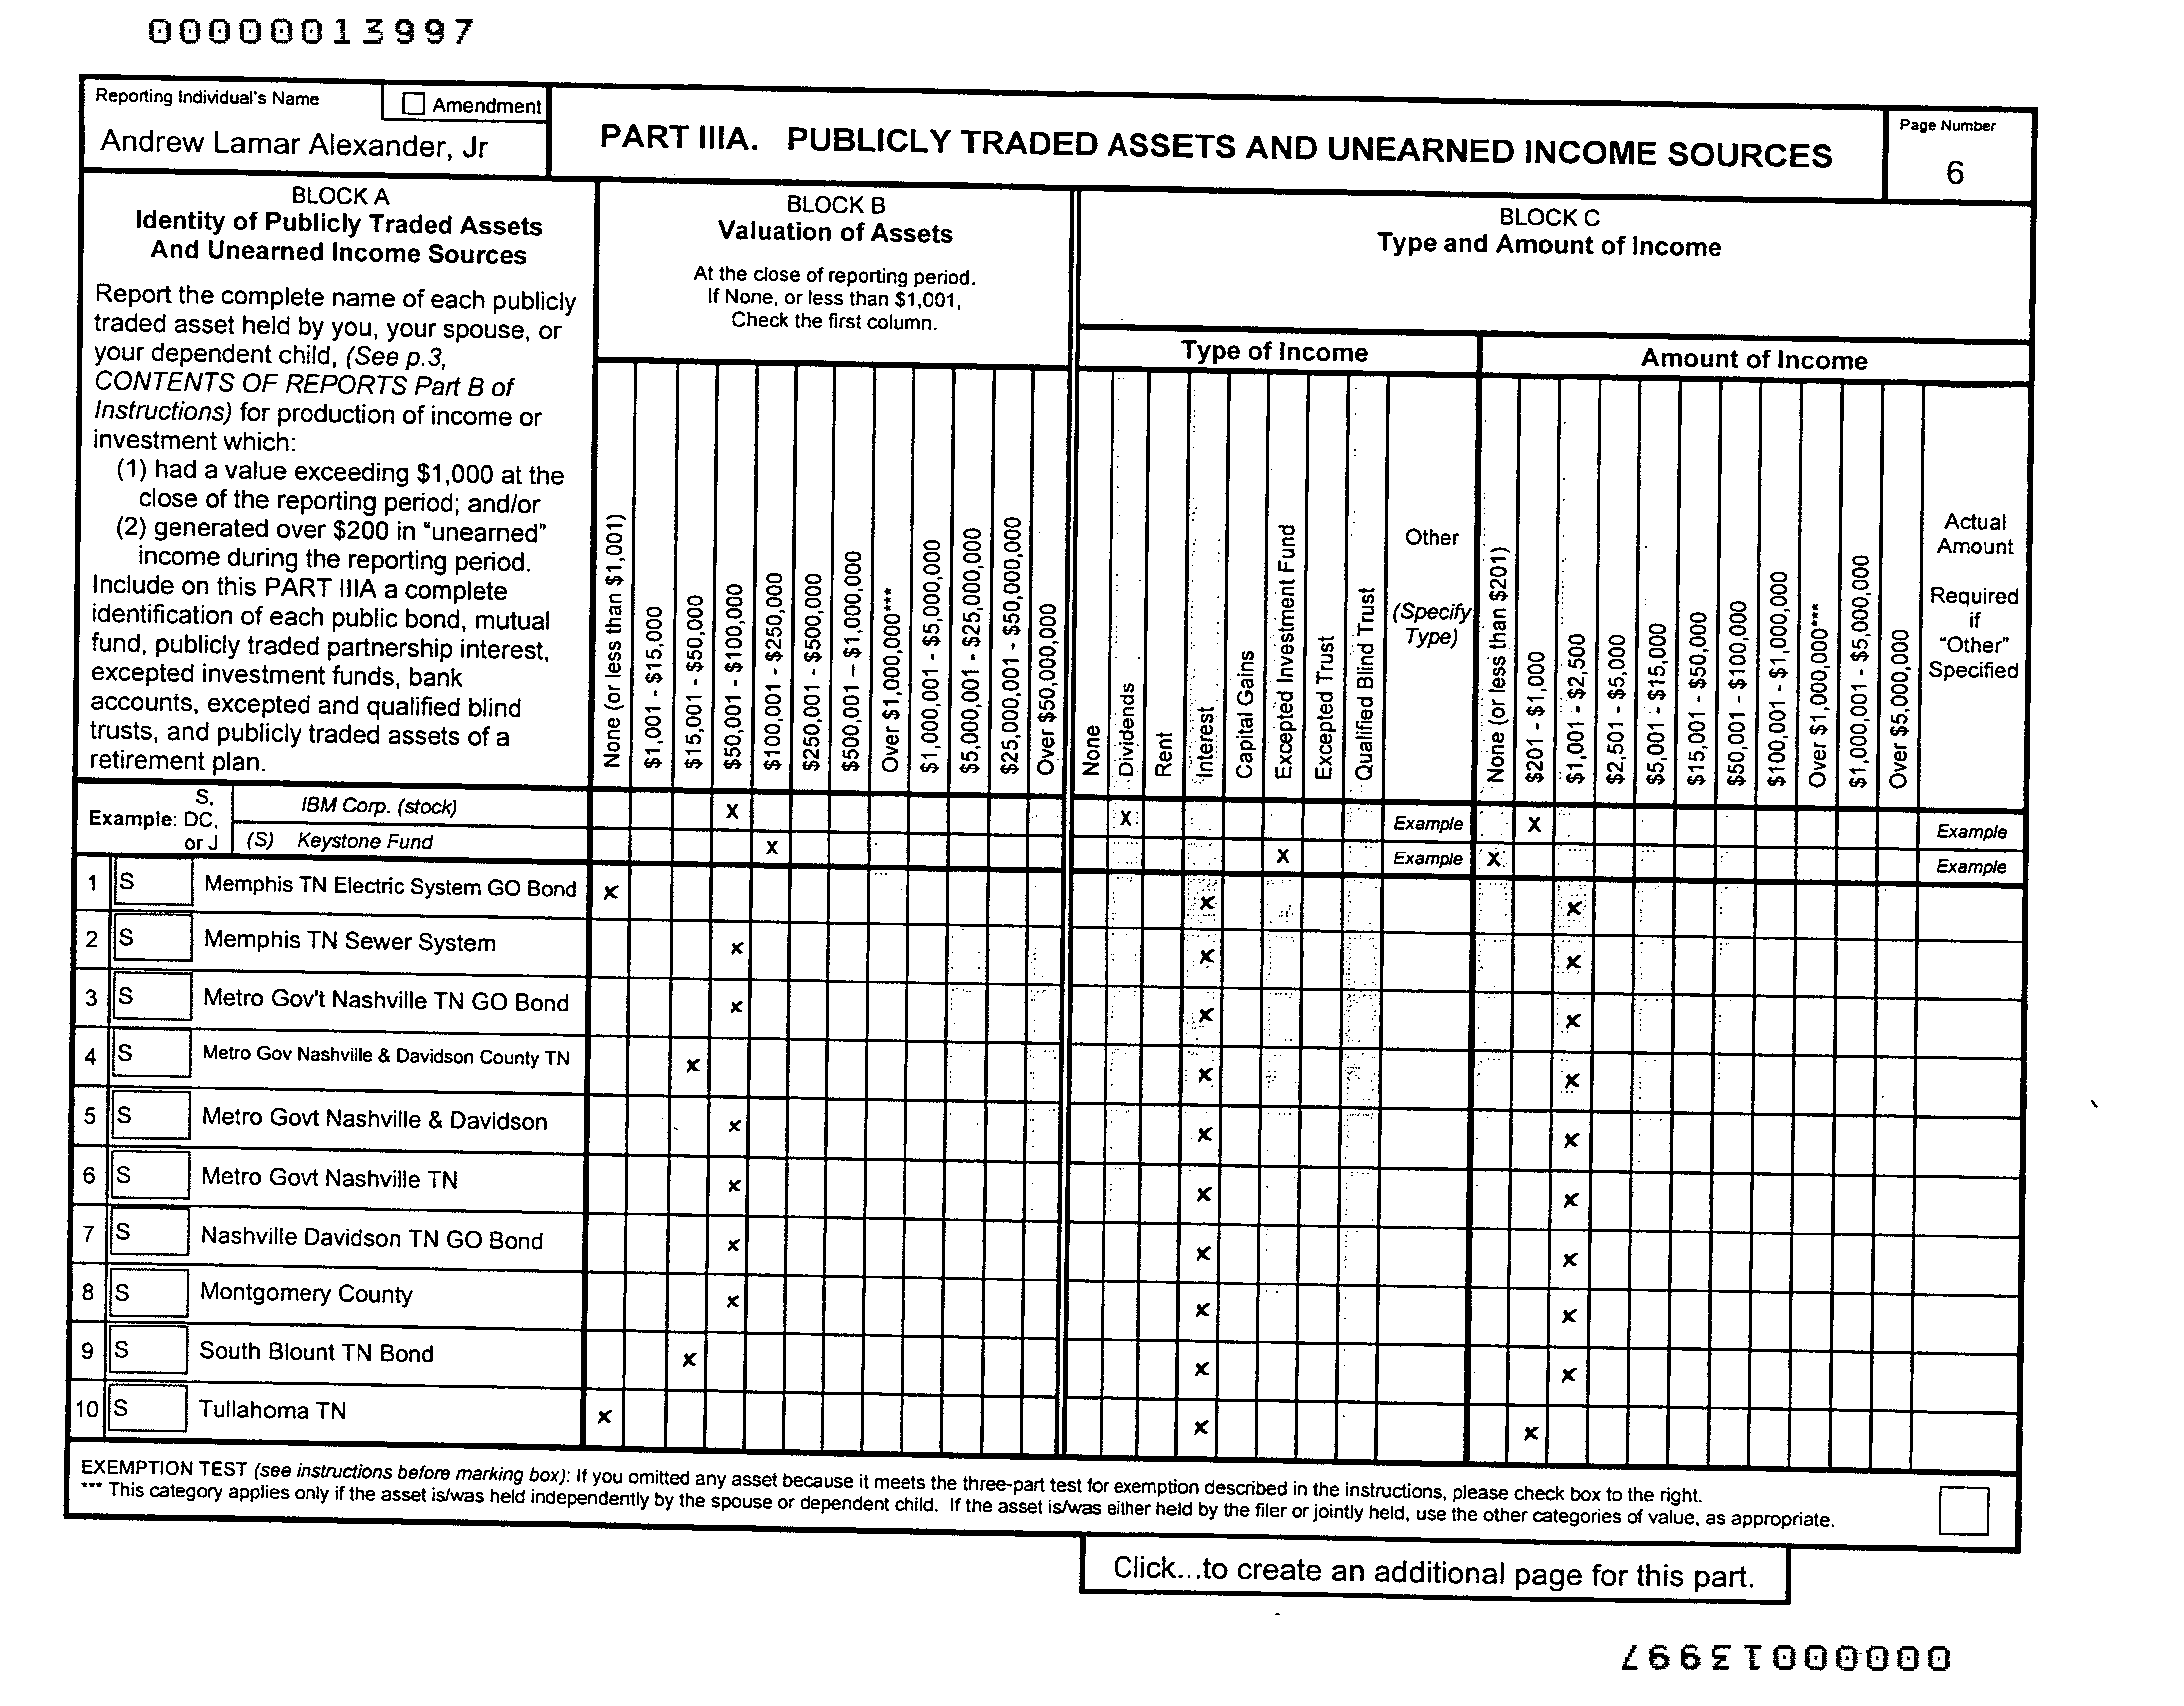 00000013997
Reporting Individual's Name
Amendment
Andrew Lamar Alexander, Jr
PART IIIA. PUBLICLY TRADED ASSETS AND UNEARNED INCOME SOURCES
Page Number
6
BLOCK A
Identity of Publicly Traded Assets
And Unearned Income Sources
Report the complete name of each publicly
traded asset held by you, your spouse, or
your dependent child, (See p.3,
CONTENTS OF REPORTS Part B of
Instructions) for production of income or
investment which:
(1) had a value exceeding $1,000 at the
close of the reporting period; and/or
(2) generated over $200 in "unearned"
income during the reporting period.
Include on this PART IIIA a complete
identification of each public bond, mutual
fund, publicly traded partnership interest,
excepted investment funds, bank
accounts, excepted and qualified blind
trusts, and publicly traded assets of a
retirement plan.
BLOCK B
Valuation of Assets
At the close of reporting period.
If None, or less than $1,001,
Check the first column.
None (or less than $1,001)
$1,001 - $15,000
$15,001 - $50,000
$50,001 - $100,000
$100,001 - $250,000
$250,001 - $500,000
$500,001 – $1,000,000
Over $1,000,000***
$1,000,001 - $5,000,000
$5,000,001 - $25,000,000
$25,000,001 - $50,000,000
Over $50,000,000
BLOCK C
Type and Amount of Income
Type of Income
None
Dividends
Rent
Interest
Capital Gains
Excepted Investment Fund
Excepted Trust
Qualified Blind Trust
Other
(Specify
Type)
Amount of Income
None (or less than $201)
$201 - $1,000
$1,001 - $2,500
$2,501 - $5,000
$5,001 - $15,000
$15,001 - $50,000
$50,001 - $100,000
$100,001 - $1,000,000
Over $1,000,000***
$1,000,001 - $5,000,000
Over $5,000,000
Actual
Amount
Required
if
"Other"
Specified
Example: S, DC, or J
IBM Corp. (stock) X X Example X Example
(S) Keystone Fund X X Example X Example
1 S Memphis TN Electric System GO Bond x x x
2 S Memphis TN Sewer System x x x
3 S Metro Gov't Nashville TN GO Bond x x x
4 S Metro Gov Nashville & Davidson County TN x x x
5 S Metro Govt Nashville & Davidson x x x
6 S Metro Govt Nashville TN x x x
7 S Nashville Davidson TN GO Bond x x x
8 S Montgomery County x x x
9 S South Blount TN Bond x x x
10 S Tullahoma TN x x x
EXEMPTION TEST (see instructions before marking box): If you omitted any asset because it meets the three-part test for exemption described in the instructions, please check box to the right.
*** This category applies only if the asset is/was held independently by the spouse or dependent child. If the asset is/was either held by the filer or jointly held, use the other categories of value, as appropriate.
Click...to create an additional page for this part.
00000013997